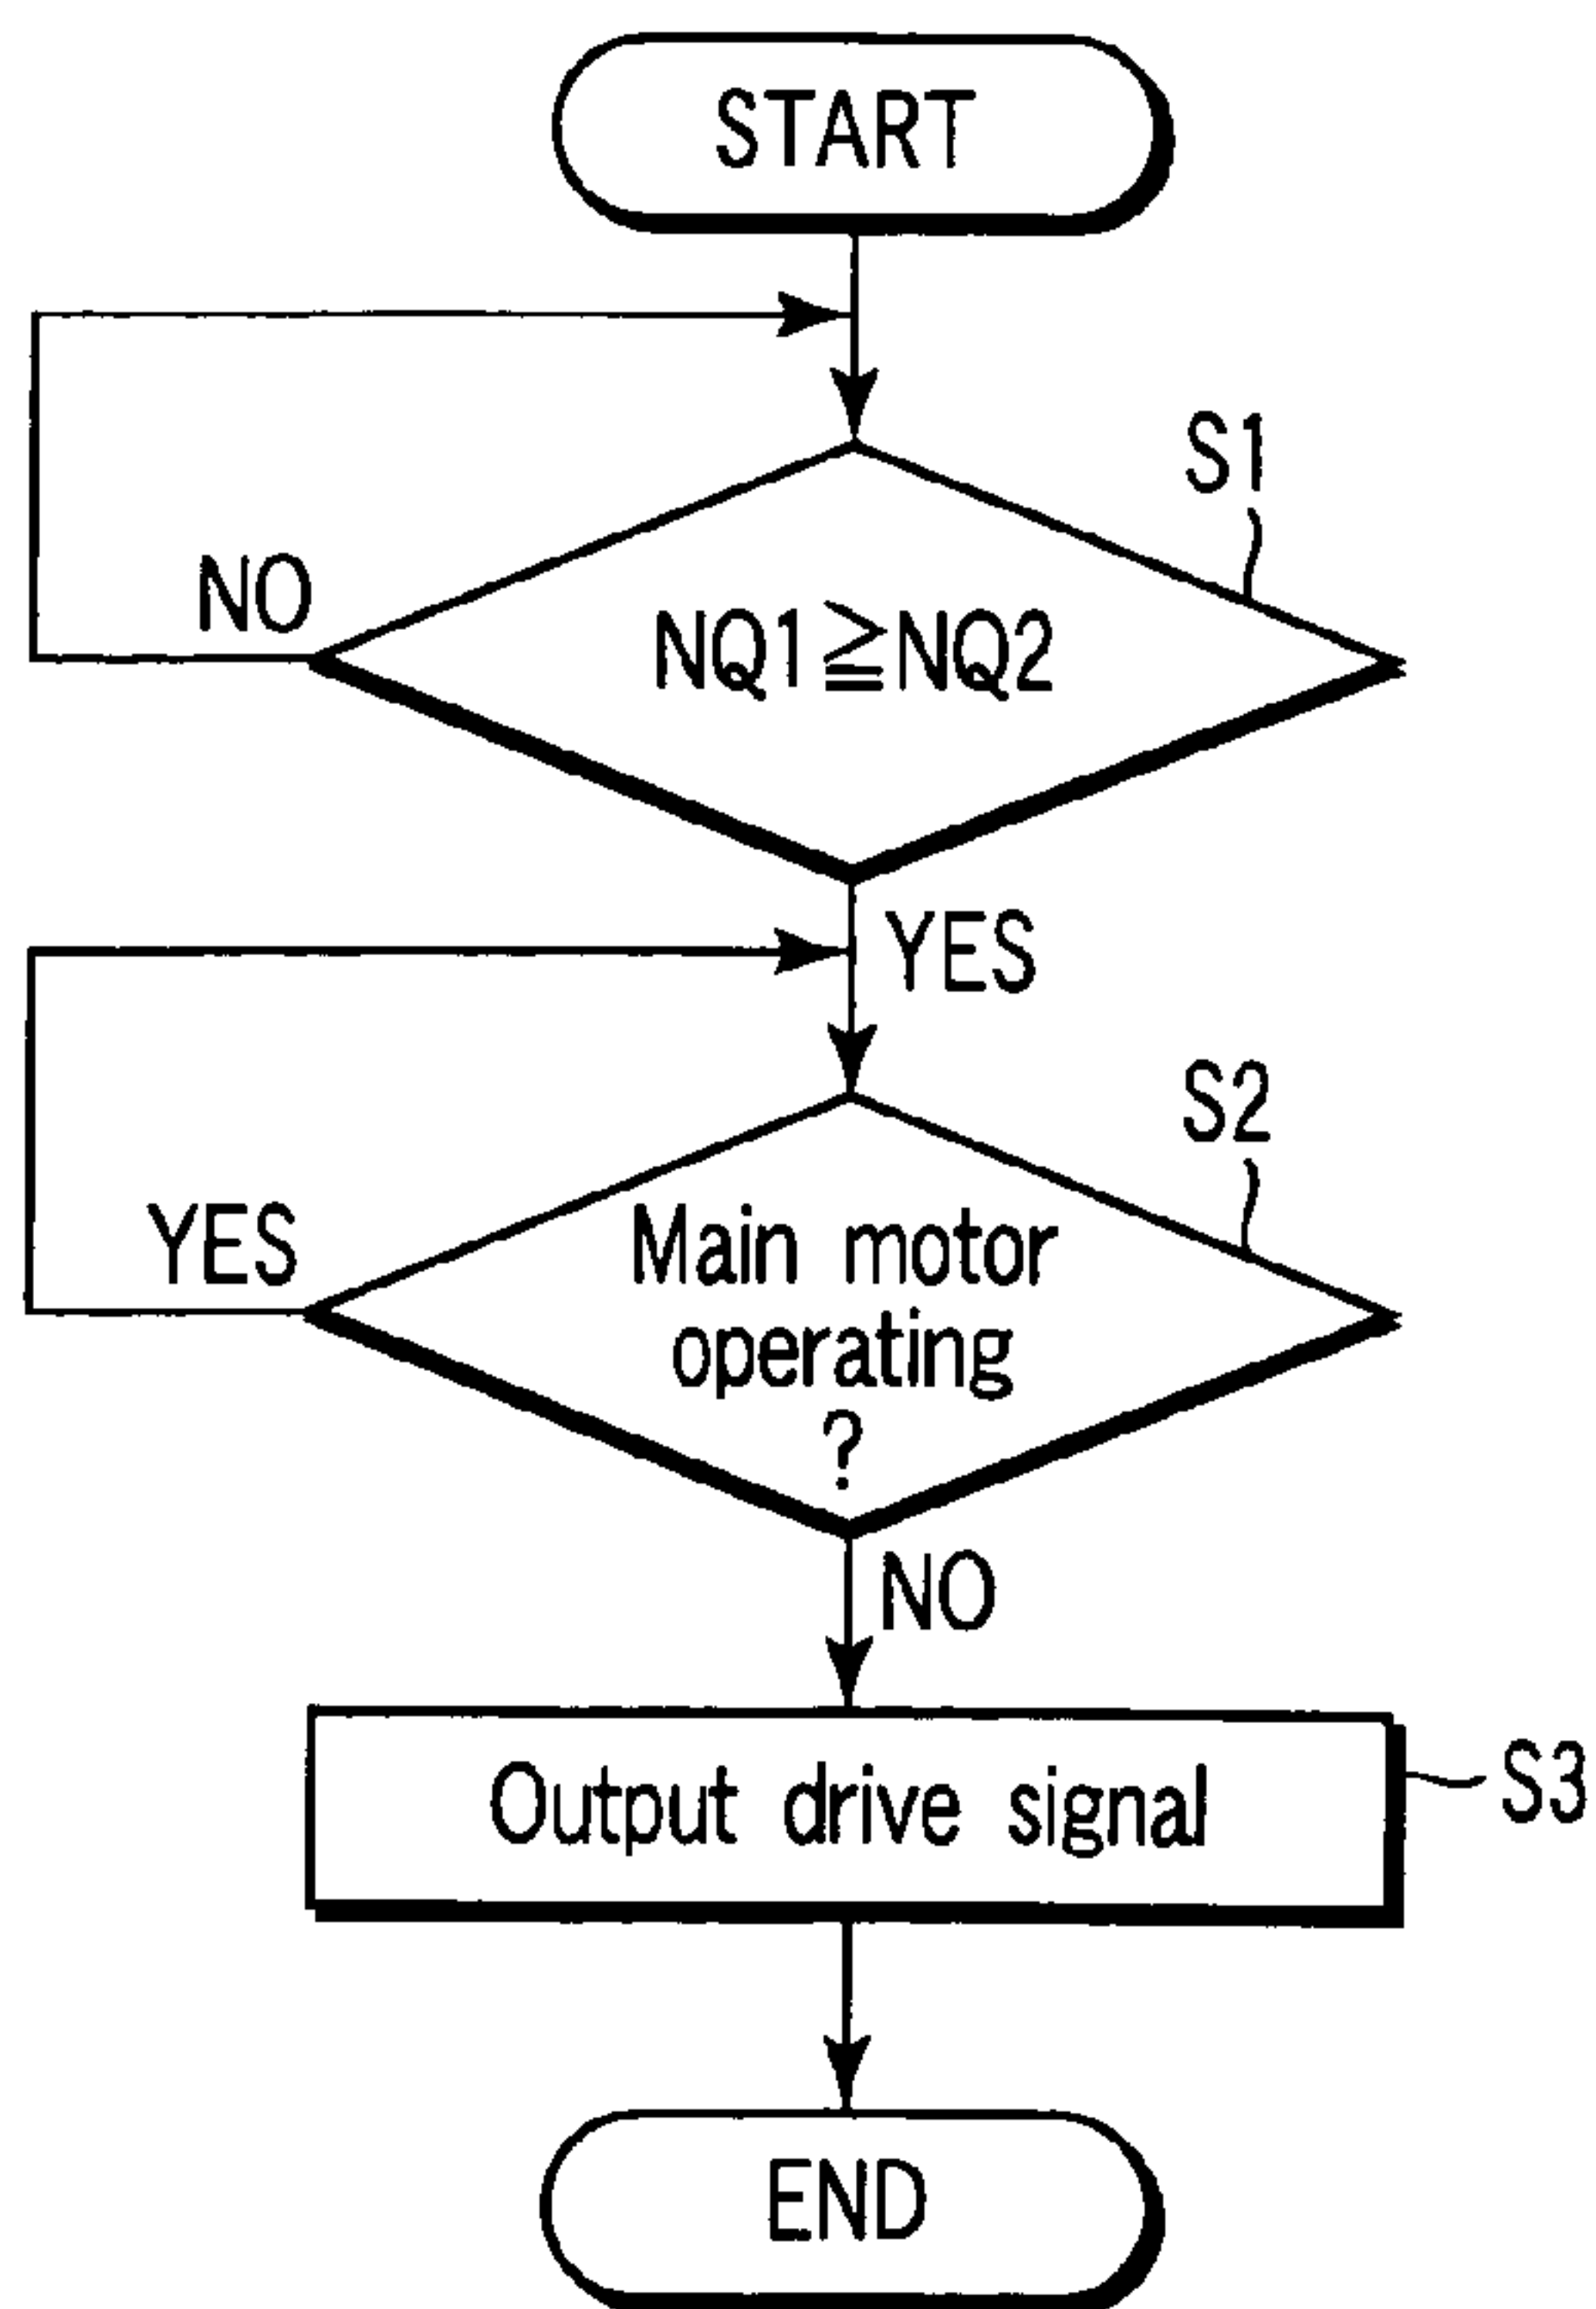 START
S1
NO
NQ1≧NQ2
YES
S2
YES
Main motor
operating
?
NO
Output drive signal
S3
END